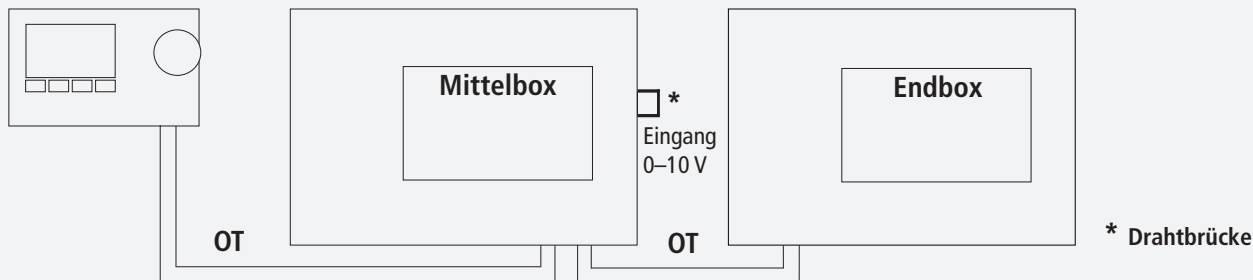 Mittelbox
Endbox
*
Eingang
0–10 V
OT
OT
* Drahtbrücke